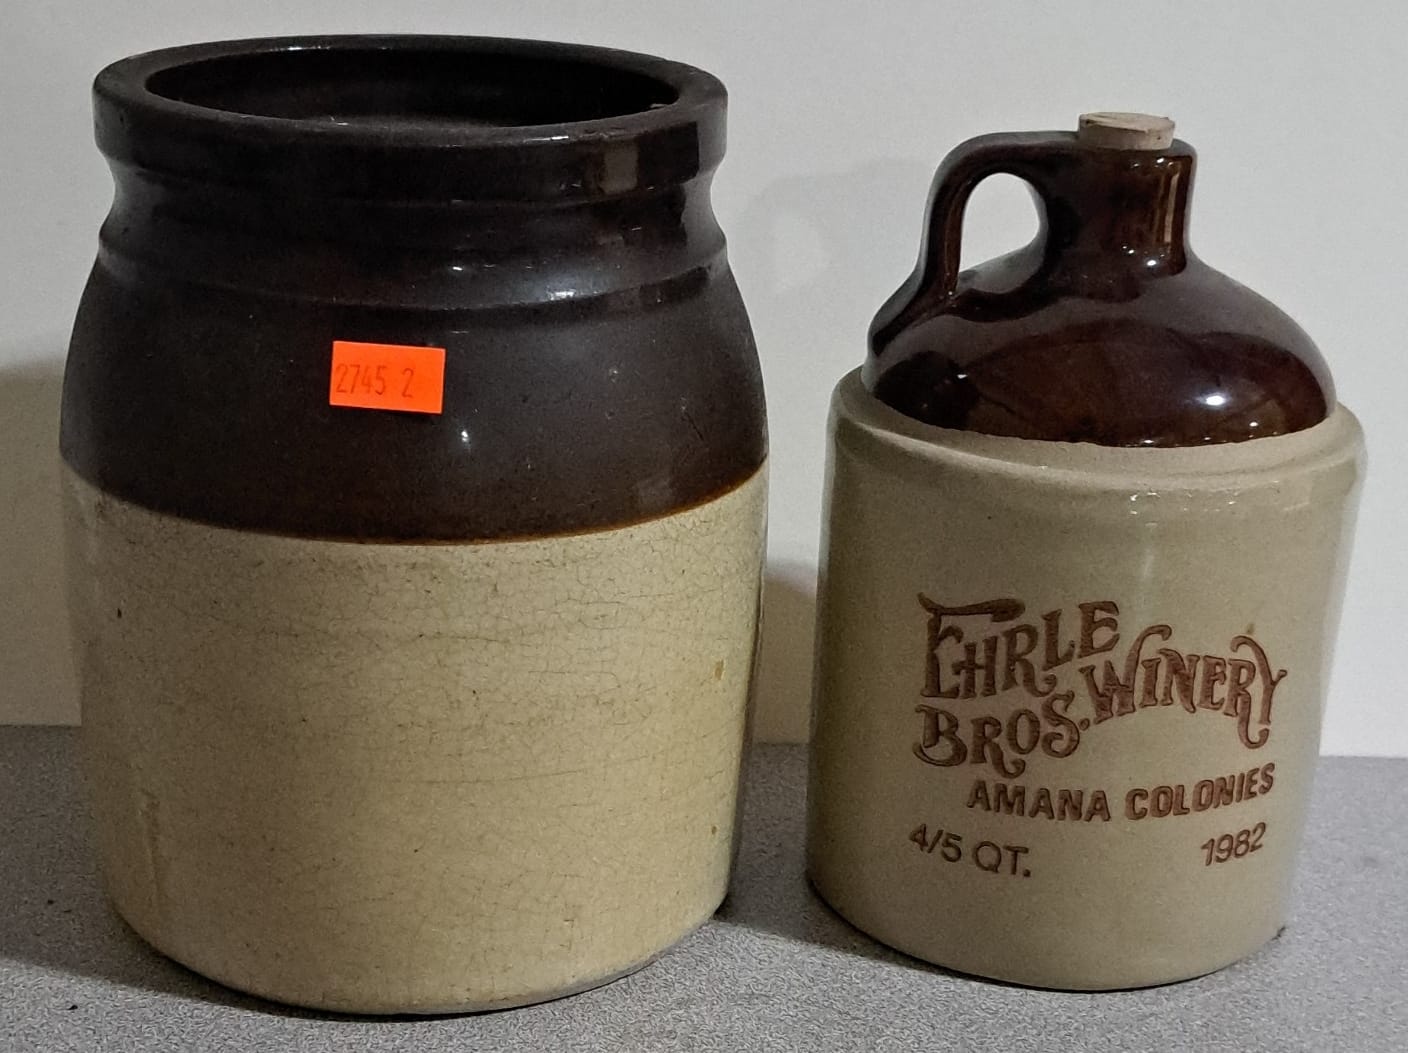 2745 2
EHRLE
BROS. WINERY
AMANA COLONIES
4/5 QT. 1982